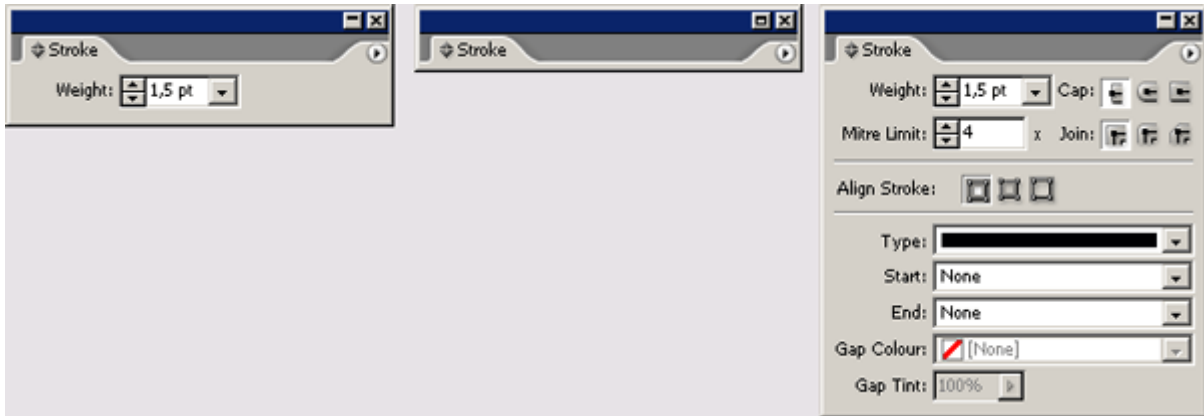 Stroke
Weight: 1,5 pt
Stroke
Stroke
Weight: 1,5 pt Cap:
Mitre Limit: 4 x Join:
Align Stroke:
Type:
Start: None
End: None
Gap Colour: [None]
Gap Tint: 100%